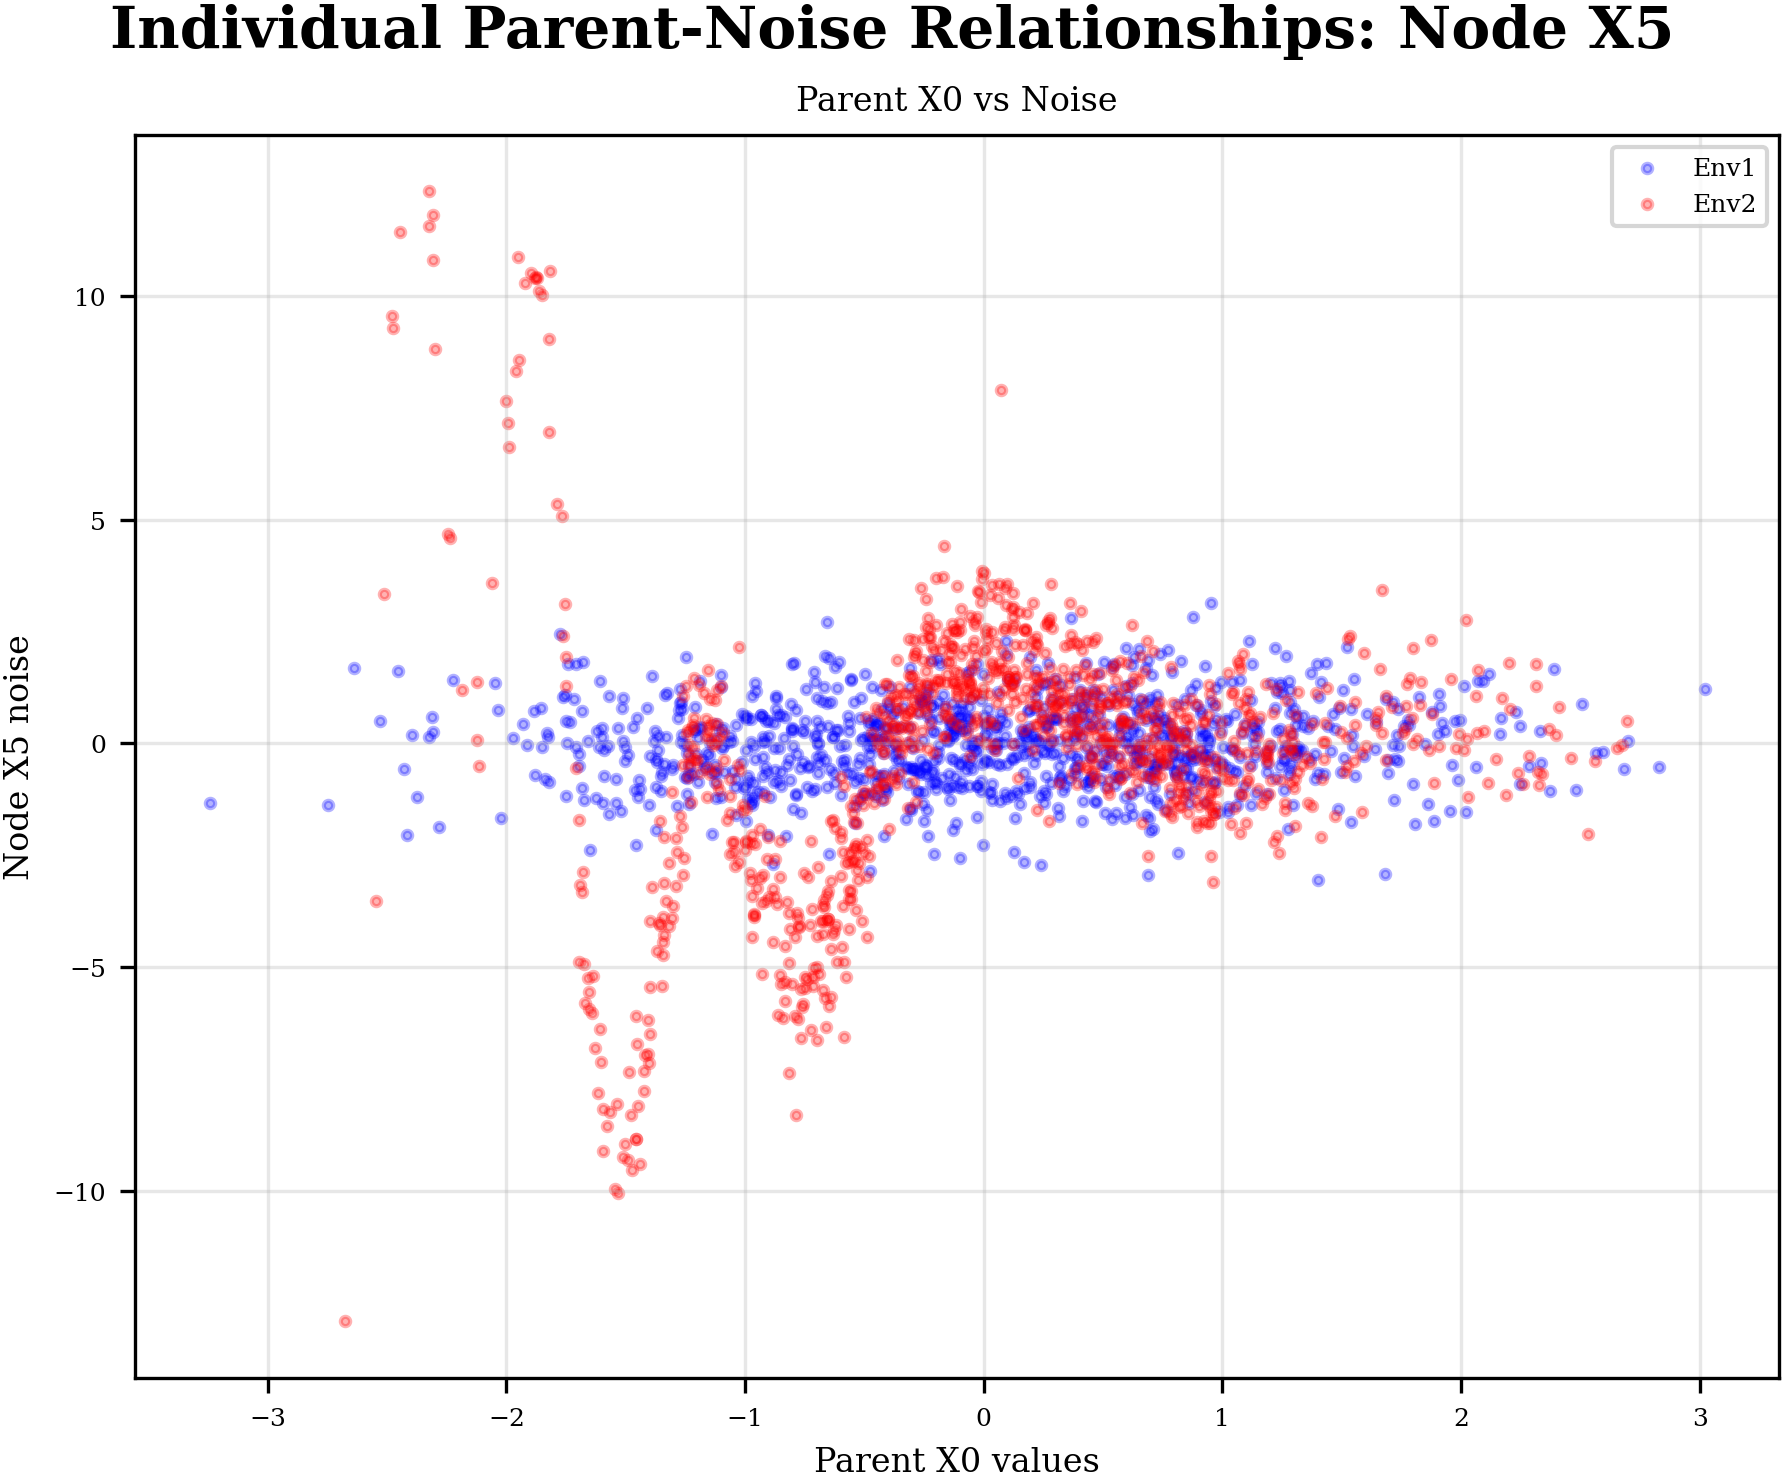 Individual Parent-Noise Relationships: Node X5
Parent X0 vs Noise
Env1
Env2
Node X5 noise
10
5
0
−5
−10
−3
−2
−1
0
1
2
3
Parent X0 values